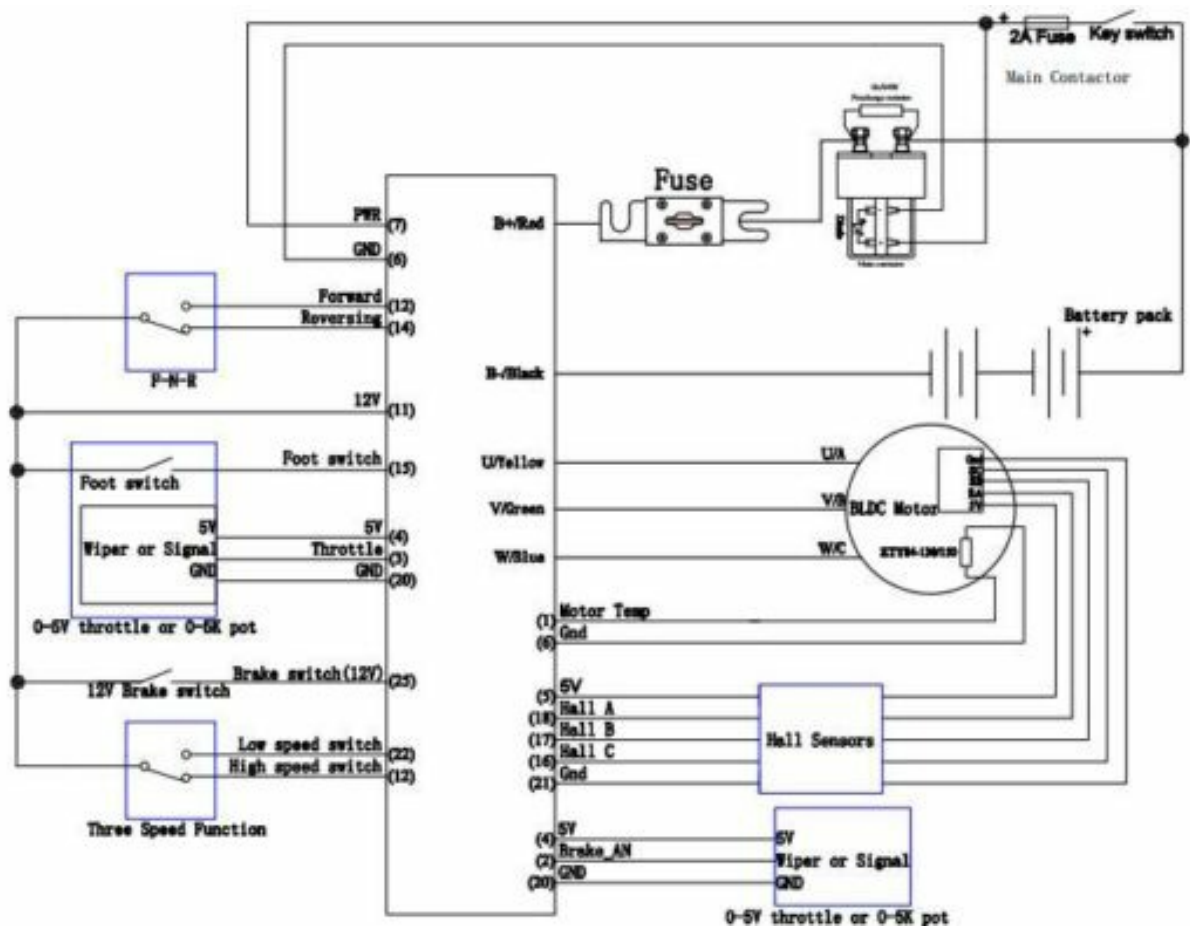 +
2A Fuse
Key switch
Main Contactor
Fuse
PWR
(7)
B+/Red
GND
(6)
Forward
(12)
Roversing
(14)
F-N-R
Battery pack
+
B-/Black
12V
(11)
U/Yellow
U/A
Foot switch
(15)
Foot switch
V/Green
V/B
BLDC Motor
5V
5V
(4)
Wiper or Signal
Throttle
(3)
GND
GND
(20)
W/Blue
W/C
KTY84-130/150
0-5V throttle or 0-5K pot
Motor Temp
(1)
Gnd
(6)
Brake switch(12V)
(25)
12V Brake switch
5V
(5)
Hall A
(18)
Hall B
(17)
Hall C
(16)
Gnd
(21)
Hall Sensors
Low speed switch
(22)
High speed switch
(12)
Three Speed Function
5V
(4)
5V
Brake_AN
(2)
Wiper or Signal
GND
(20)
GND
0-5V throttle or 0-5K pot